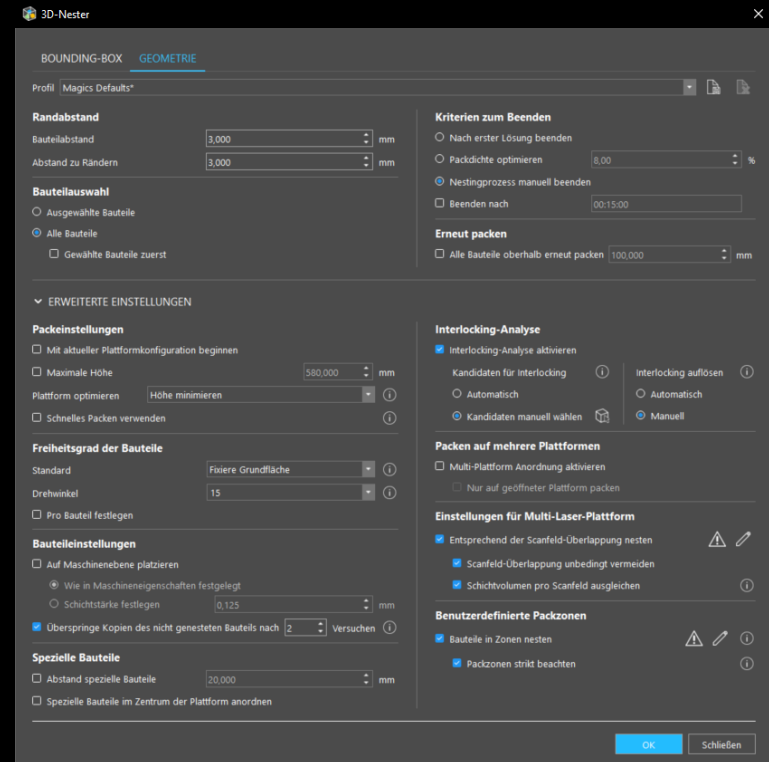 3D-Nester
BOUNDING-BOX GEOMETRIE
Profil Magics Defaults*
Randabstand
Bauteilabstand 3,000 mm
Abstand zu Rändern 3,000 mm
Bauteilauswahl
Ausgewählte Bauteile
Alle Bauteile
Gewählte Bauteile zuerst
Kriterien zum Beenden
Nach erster Lösung beenden
Packdichte optimieren 8,00 %
Nestingprozess manuell beenden
Beenden nach 00:15:00
Erneut packen
Alle Bauteile oberhalb erneut packen 100,000 mm
ERWEITERTE EINSTELLUNGEN
Packeinstellungen
Mit aktueller Plattformkonfiguration beginnen
Maximale Höhe 580,000 mm
Plattform optimieren Höhe minimieren
Schnelles Packen verwenden
Freiheitsgrad der Bauteile
Standard Fixiere Grundfläche
Drehwinkel 15
Pro Bauteil festlegen
Bauteileinstellungen
Auf Maschinenebene platzieren
Wie in Maschineneigenschaften festgelegt
Schichtstärke festlegen 0,125 mm
Überspringe Kopien des nicht genesteten Bauteils nach 2 Versuchen
Spezielle Bauteile
Abstand spezielle Bauteile 20,000 mm
Spezielle Bauteile im Zentrum der Plattform anordnen
Interlocking-Analyse
Interlocking-Analyse aktivieren
Kandidaten für Interlocking
Automatisch
Kandidaten manuell wählen
Interlocking auflösen
Automatisch
Manuell
Packen auf mehrere Plattformen
Multi-Plattform Anordnung aktivieren
Nur auf geöffneter Plattform packen
Einstellungen für Multi-Laser-Plattform
Entsprechend der Scanfeld-Überlappung nesten
Scanfeld-Überlappung unbedingt vermeiden
Schichtvolumen pro Scanfeld ausgleichen
Benutzerdefinierte Packzonen
Bauteile in Zonen nesten
Packzonen strikt beachten
OK Schließen